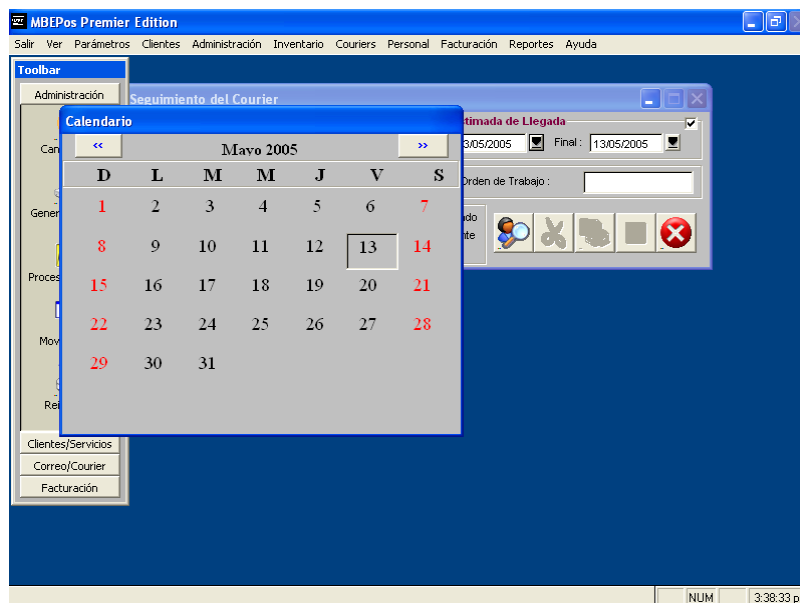 MBEPos Premier Edition
Salir Ver Parámetros Clientes Administración Inventario Couriers Personal Facturación Reportes Ayuda
Toolbar
Administración
Seguimiento del Courier
Calendario
<< Mayo 2005 >>
D L M M J V S
1 2 3 4 5 6 7
8 9 10 11 12 13 14
15 16 17 18 19 20 21
22 23 24 25 26 27 28
29 30 31
de Llegada
3/05/2005 Final : 13/05/2005
Orden de Trabajo :
Clientes/Servicios
Correo/Courier
Facturación
NUM 3:38:33 p